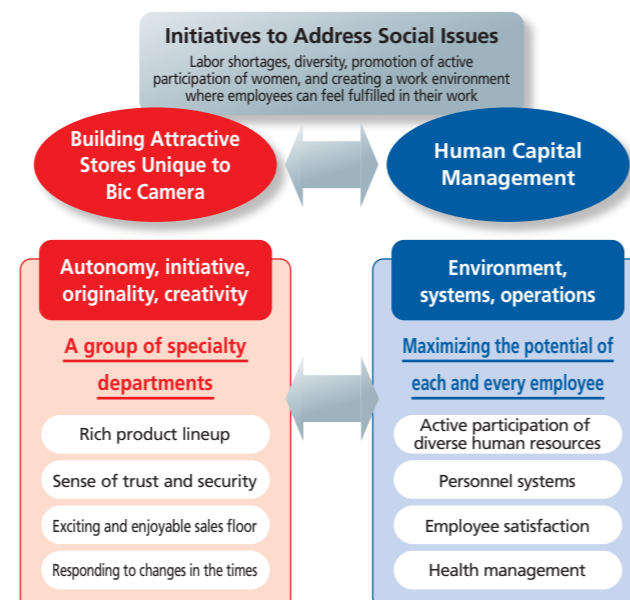 Initiatives to Address Social Issues
Labor shortages, diversity, promotion of active
participation of women, and creating a work environment
where employees can feel fulfilled in their work
Building Attractive
Stores Unique to
Bic Camera
Human Capital
Management
Autonomy, initiative,
originality, creativity
A group of specialty
departments
Rich product lineup
Sense of trust and security
Exciting and enjoyable sales floor
Responding to changes in the times
Environment,
systems, operations
Maximizing the potential of
each and every employee
Active participation of
diverse human resources
Personnel systems
Employee satisfaction
Health management